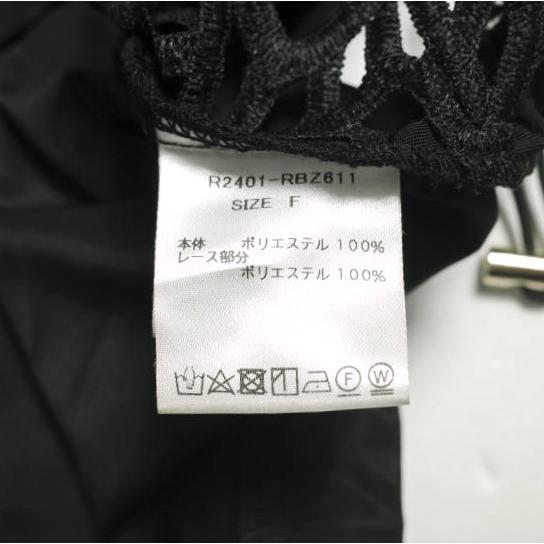 R2401-RBZ611
SIZE F
本体 ポリエステル 100%
レース部分
ポリエステル 100%
F W